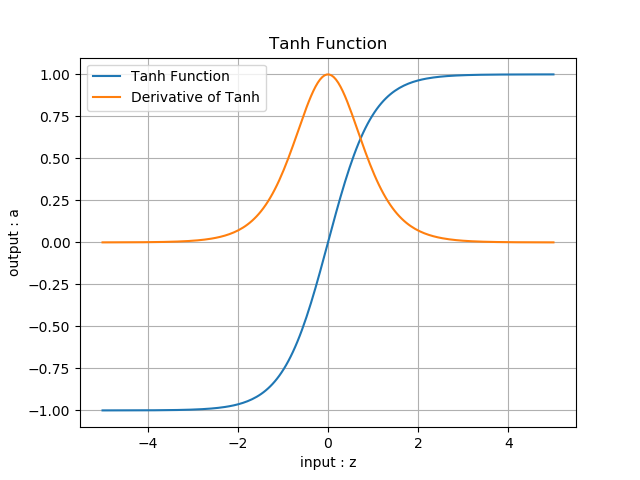 Tanh Function
Tanh Function
Derivative of Tanh
1.00
0.75
0.50
0.25
0.00
−0.25
−0.50
−0.75
−1.00
output : a
−4
−2
0
2
4
input : z